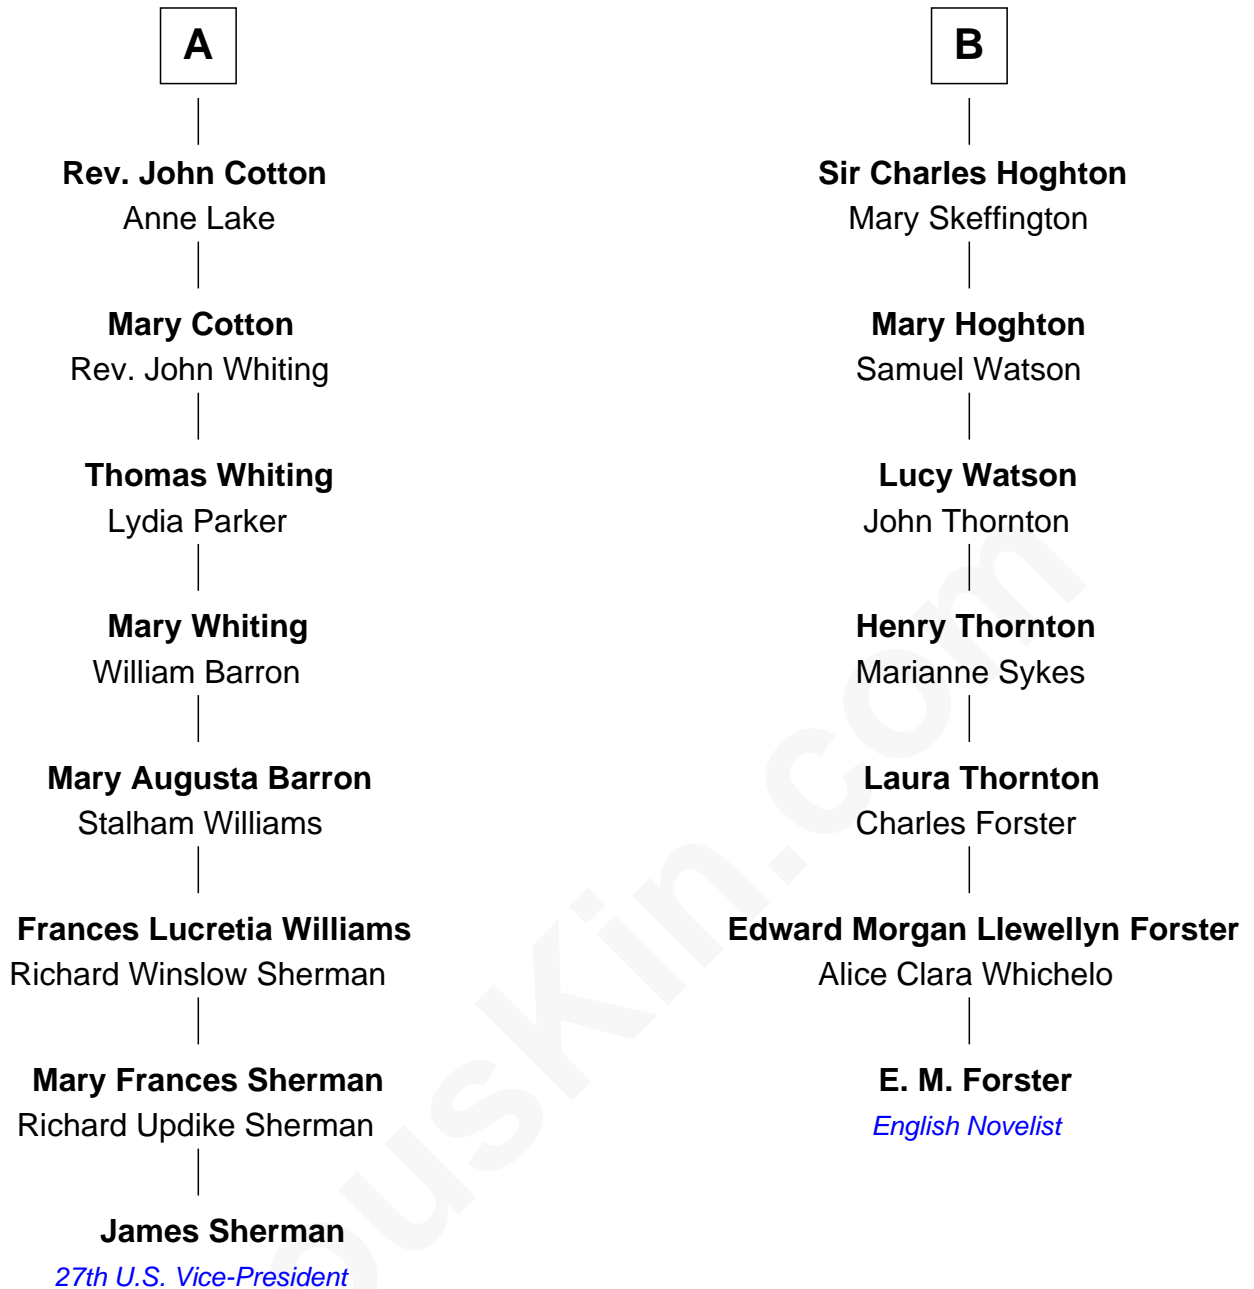 A
Rev. John Cotton
Anne Lake
Mary Cotton
Rev. John Whiting
Thomas Whiting
Lydia Parker
Mary Whiting
William Barron
Mary Augusta Barron
Stalham Williams
Frances Lucretia Williams
Richard Winslow Sherman
Mary Frances Sherman
Richard Updike Sherman
James Sherman
27th U.S. Vice-President
B
Sir Charles Hoghton
Mary Skeffington
Mary Hoghton
Samuel Watson
Lucy Watson
John Thornton
Henry Thornton
Marianne Sykes
Laura Thornton
Charles Forster
Edward Morgan Llewellyn Forster
Alice Clara Whichelo
E. M. Forster
English Novelist
ousKin.com